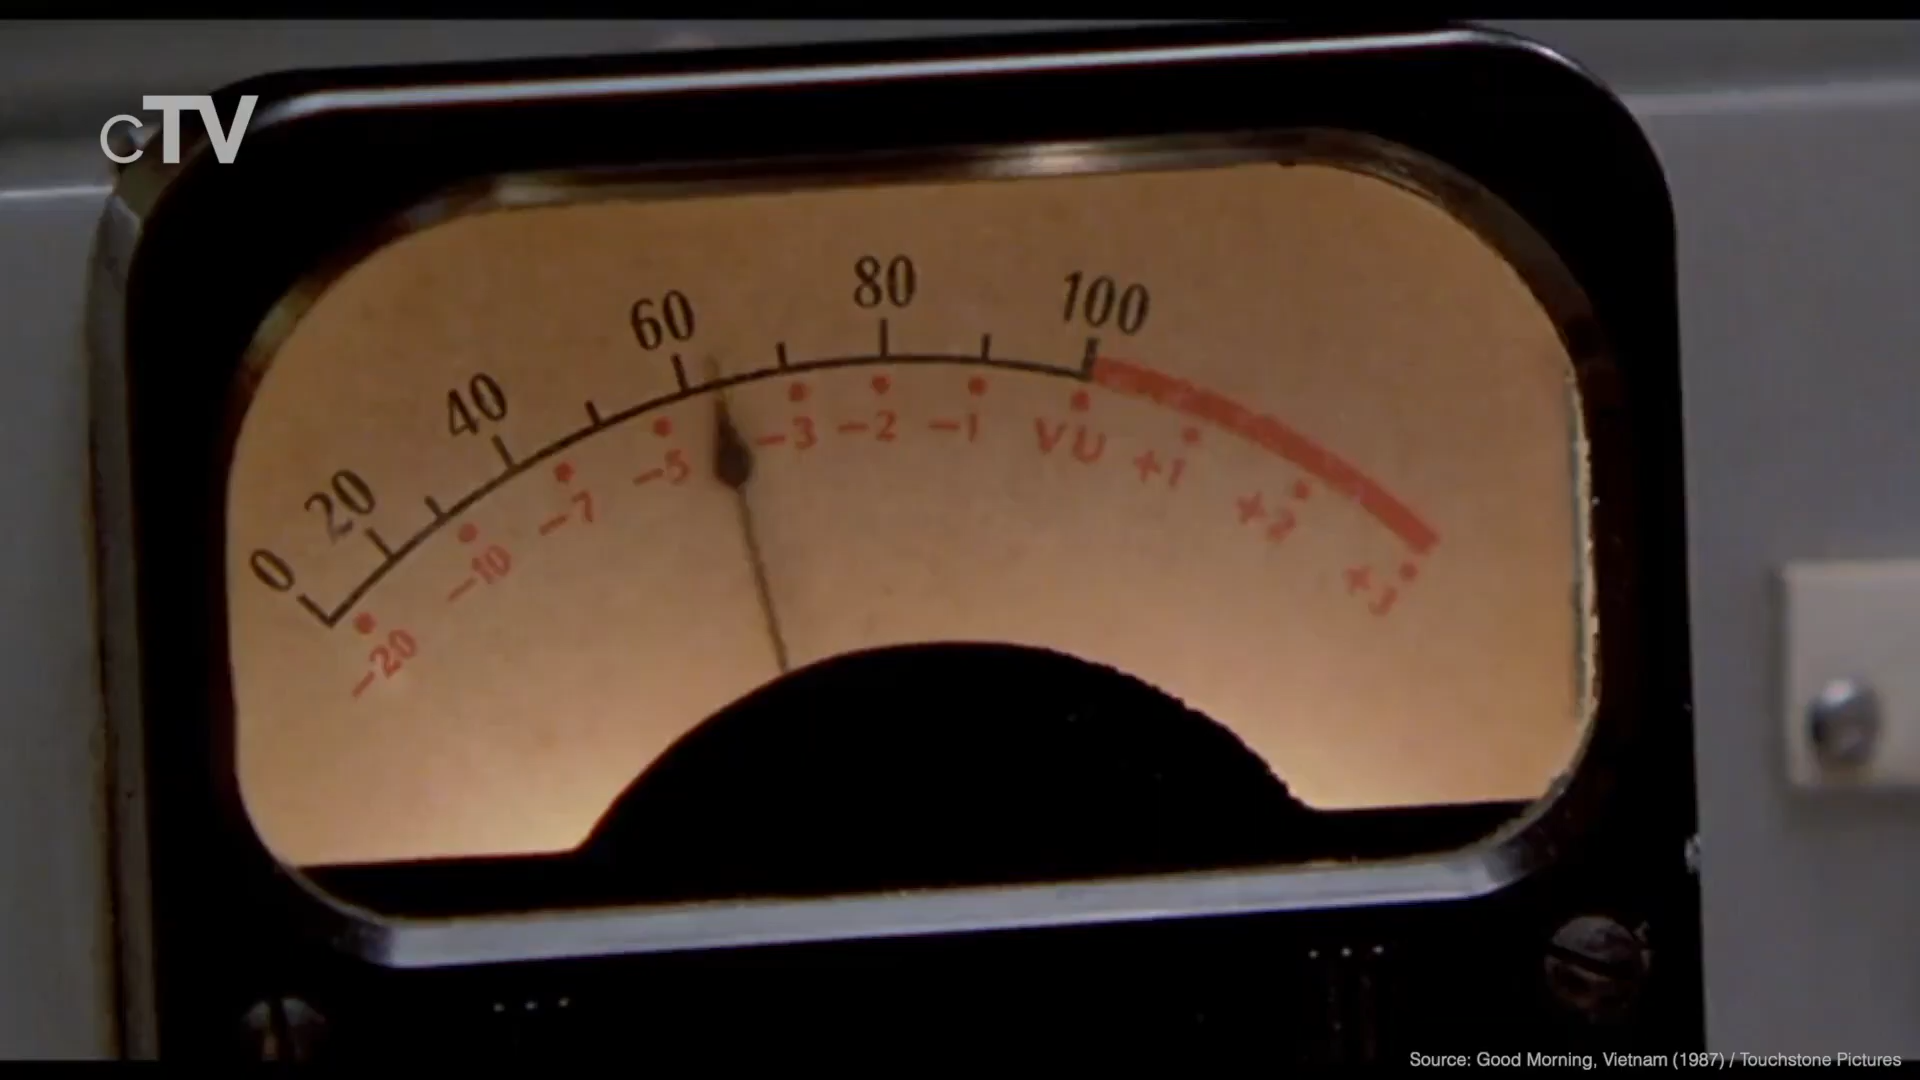 cTV
0 20 40 60 80 100
-20 -10 -7 -5 -3 -2 -1 VU +1 +2 +3
Source: Good Morning, Vietnam (1987) / Touchstone Pictures